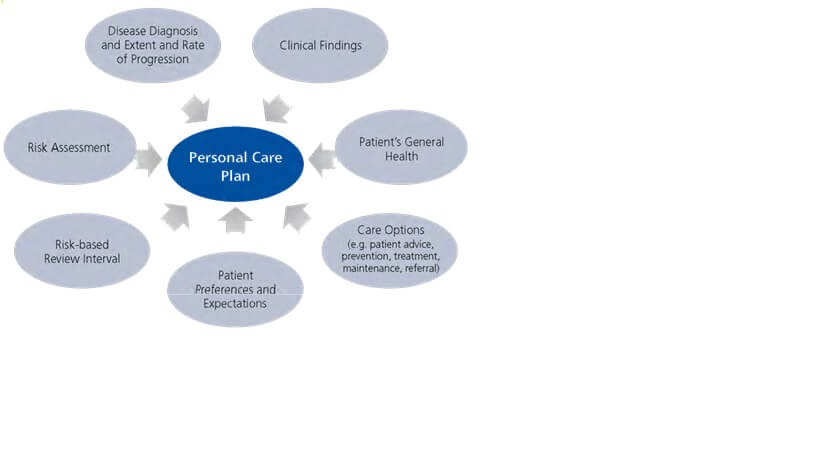 Disease Diagnosis
and Extent and Rate
of Progression
Clinical Findings
Risk Assessment
Personal Care
Plan
Patient's General
Health
Risk-based
Review Interval
Care Options
(e.g. patient advice,
prevention, treatment,
maintenance, referral)
Patient
Preferences and
Expectations